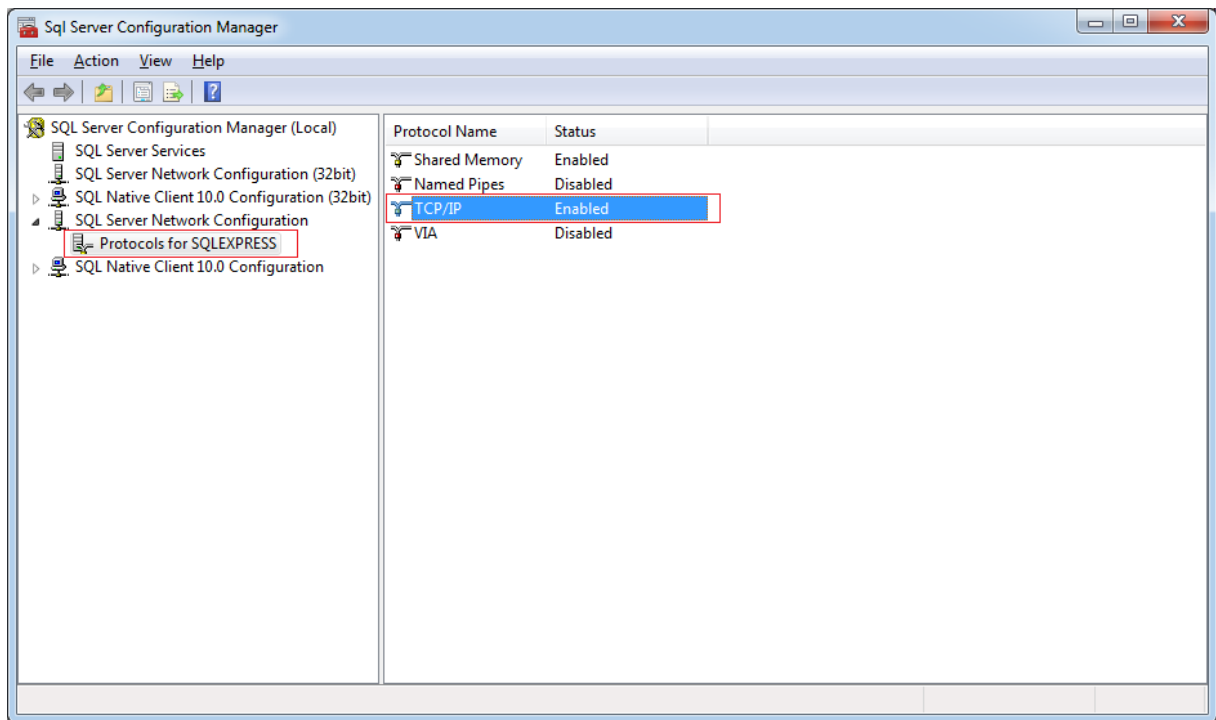 Sql Server Configuration Manager
File Action View Help
SQL Server Configuration Manager (Local)
SQL Server Services
SQL Server Network Configuration (32bit)
SQL Native Client 10.0 Configuration (32bit)
SQL Server Network Configuration
Protocols for SQLEXPRESS
SQL Native Client 10.0 Configuration
Protocol Name Status
Shared Memory Enabled
Named Pipes Disabled
TCP/IP Enabled
VIA Disabled